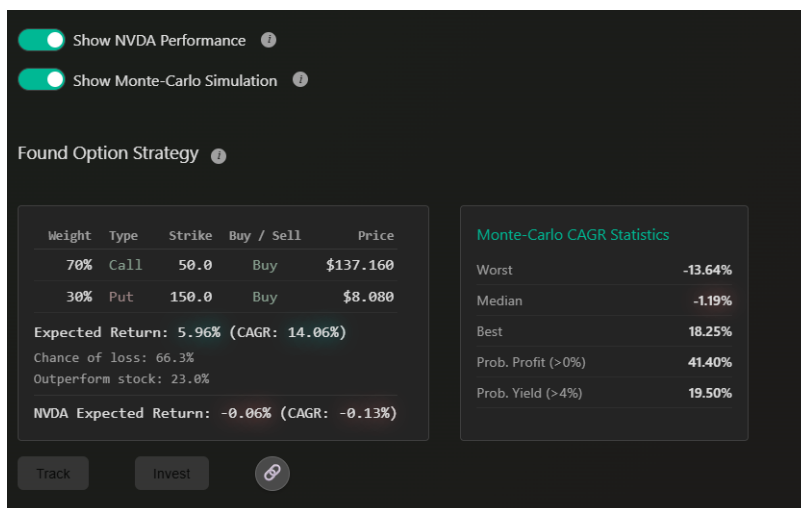 Show NVDA Performance i
Show Monte-Carlo Simulation i
Found Option Strategy i
Weight Type Strike Buy / Sell Price
70% Call 50.0 Buy $137.160
30% Put 150.0 Buy $8.080
Expected Return: 5.96% (CAGR: 14.06%)
Chance of loss: 66.3%
Outperform stock: 23.0%
NVDA Expected Return: -0.06% (CAGR: -0.13%)
Monte-Carlo CAGR Statistics
Worst -13.64%
Median -1.19%
Best 18.25%
Prob. Profit (>0%) 41.40%
Prob. Yield (>4%) 19.50%
Track Invest